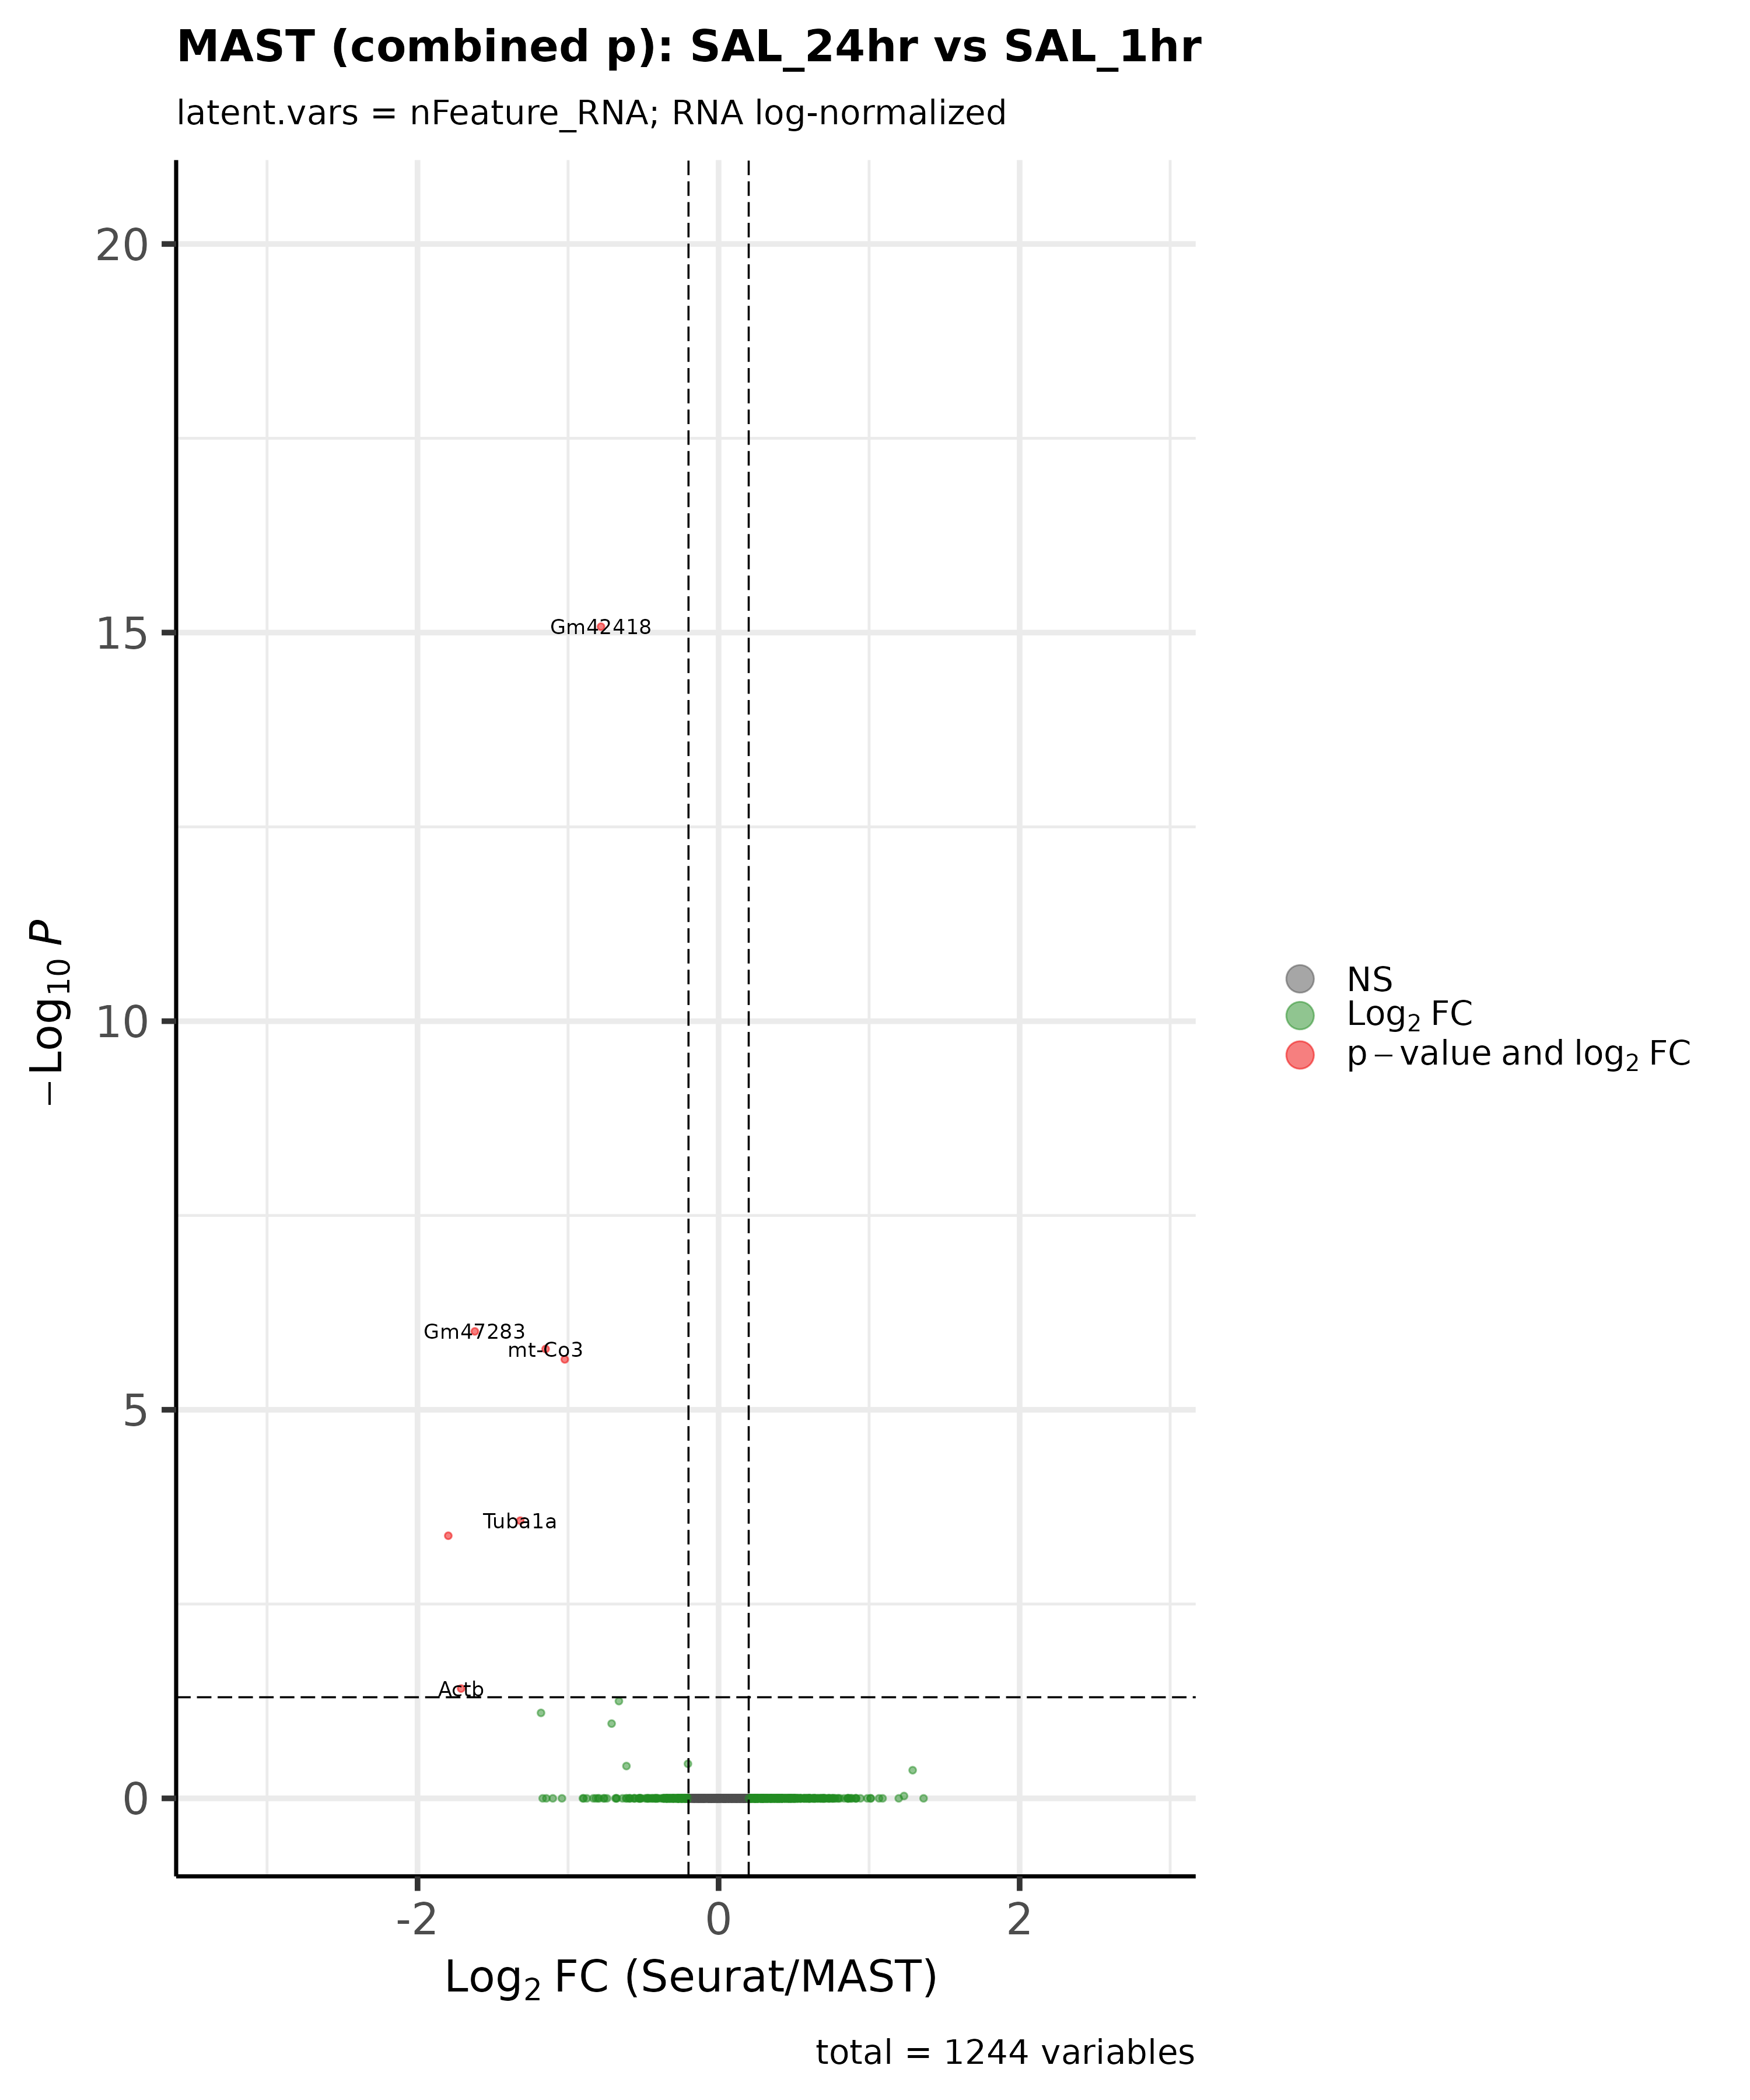 MAST (combined p): SAL_24hr vs SAL_1hr
latent.vars = nFeature_RNA; RNA log-normalized
−Log₁₀ P
20
15
10
5
0
Gm42418
Gm47283
mt-Co3
Tuba1a
Actb
-2
0
2
Log₂ FC (Seurat/MAST)
NS
Log₂ FC
p − value and log₂ FC
total = 1244 variables